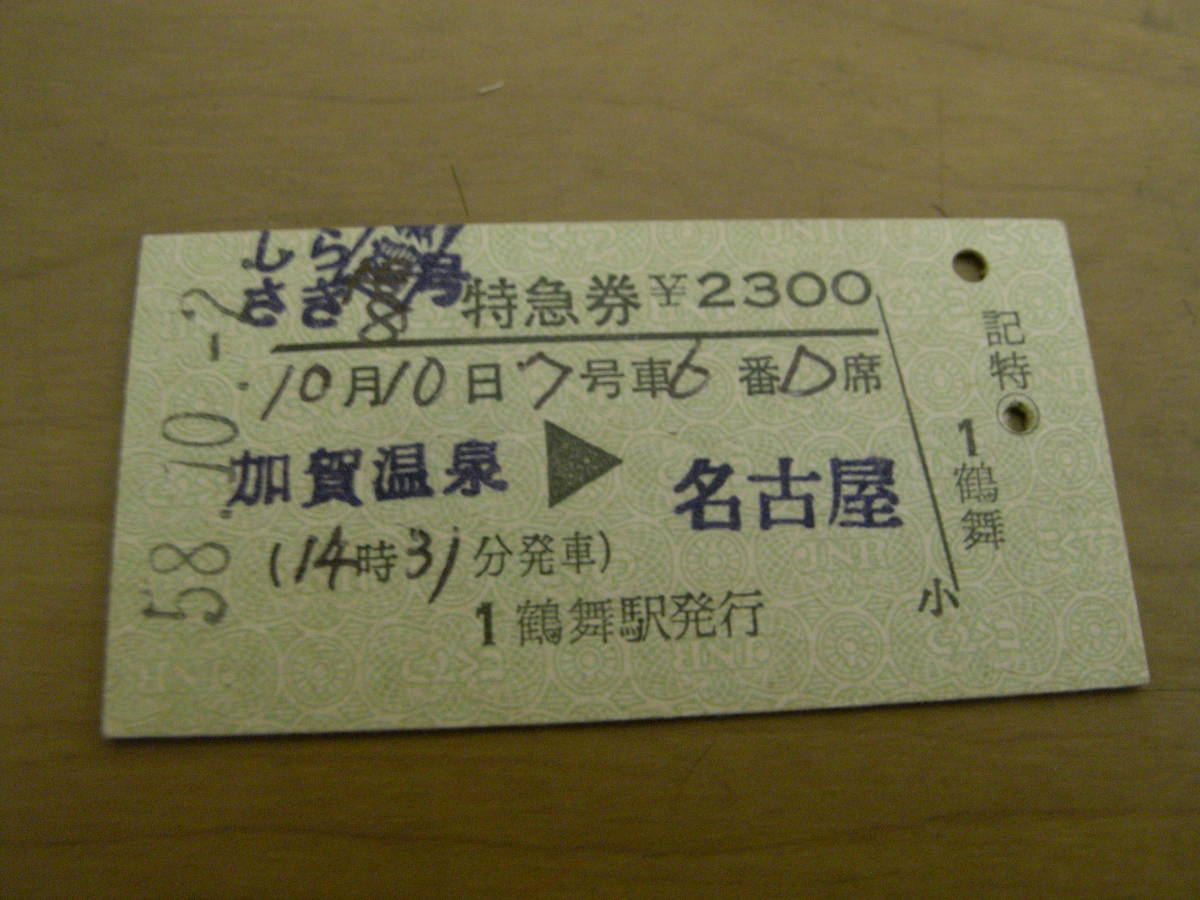 しらさぎ 8号 特急券 ¥2300
10月10日 7号車6番D席
加賀温泉 ▶ 名古屋
(14時31分発車)
1鶴舞駅発行
小
記特
1鶴舞
58.10.-2